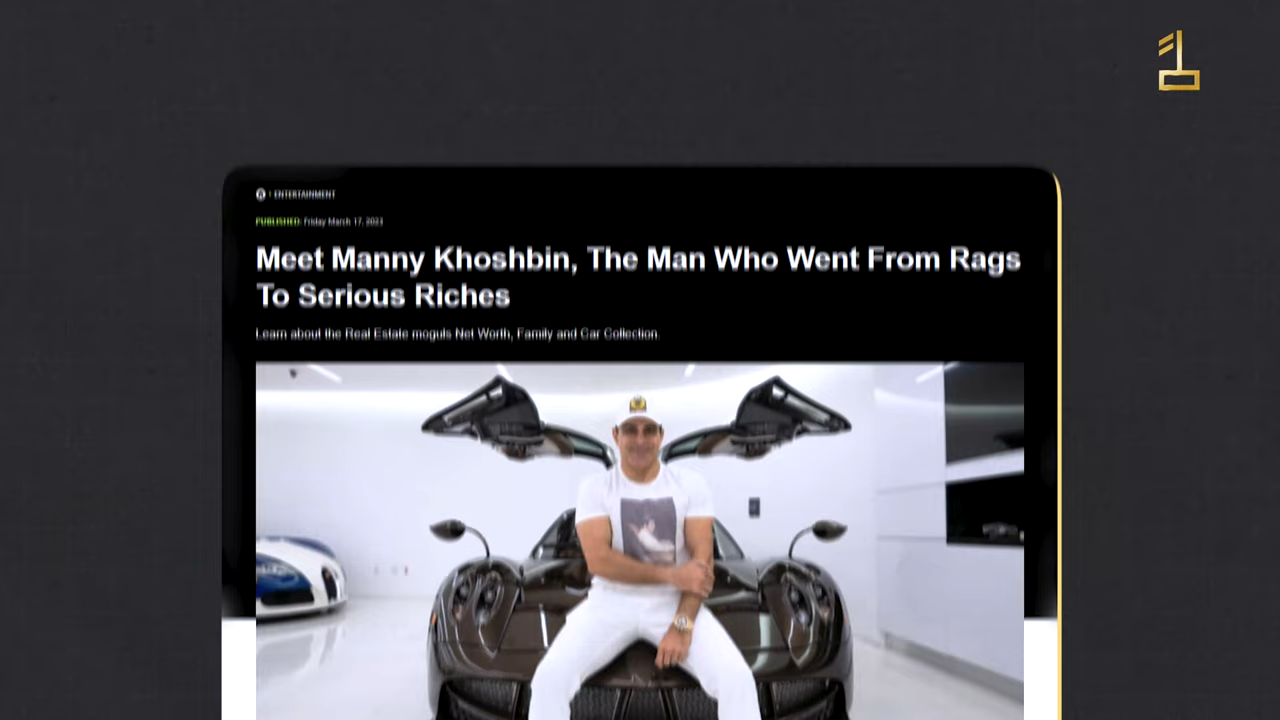 ENTERTAINMENT
PUBLISHED: Friday March 17, 2023
Meet Manny Khoshbin, The Man Who Went From Rags
To Serious Riches
Learn about the Real Estate moguls Net Worth, Family and Car Collection.